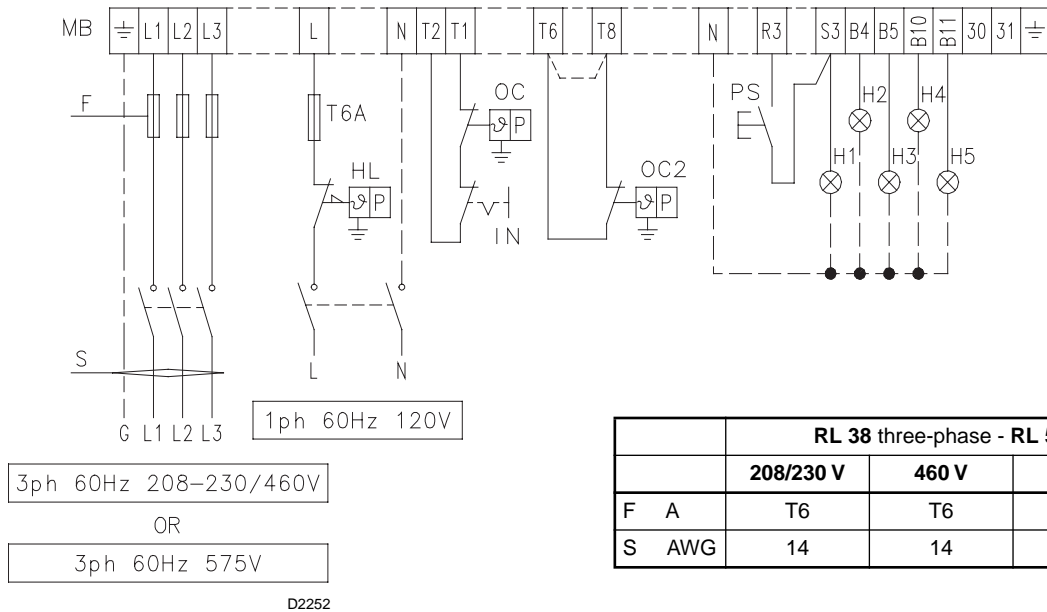 MB L1 L2 L3 L N T2 T1 T6 T8 N R3 S3 B4 B5 B10 B11 30 31
F
T6A
OC
ϑ P
PS
H2 H4
HL
ϑ P
OC2
ϑ P
H1 H3 H5
IN
S
L N
G L1 L2 L3
1ph 60Hz 120V
3ph 60Hz 208-230/460V
OR
3ph 60Hz 575V
D2252
RL 38 three-phase - RL
208/230 V 460 V
F A T6 T6
S AWG 14 14